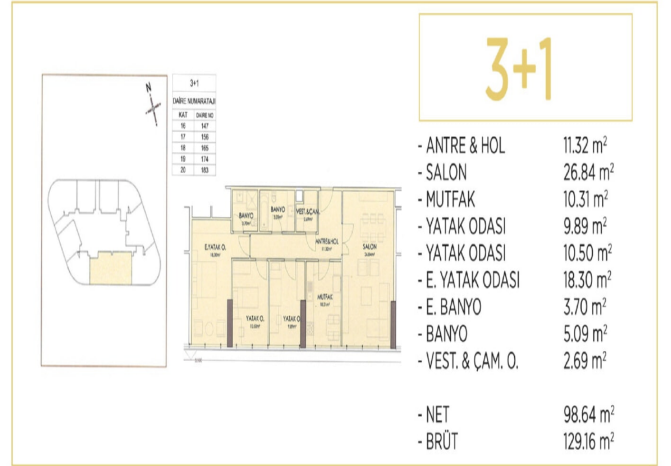 3+1
N
3+1
DAİRE NUMARATAJI
KAT DAİRE NO
16 147
17 156
18 165
19 174
20 183
BANYO
BANYO
VEST.&ÇAM.
E.YATAK O.
ANTRE&HOL
SALON
YATAK O.
YATAK O.
MUTFAK
- ANTRE & HOL 11.32 m²
- SALON 26.84 m²
- MUTFAK 10.31 m²
- YATAK ODASI 9.89 m²
- YATAK ODASI 10.50 m²
- E. YATAK ODASI 18.30 m²
- E. BANYO 3.70 m²
- BANYO 5.09 m²
- VEST. & ÇAM. O. 2.69 m²
- NET 98.64 m²
- BRÜT 129.16 m²